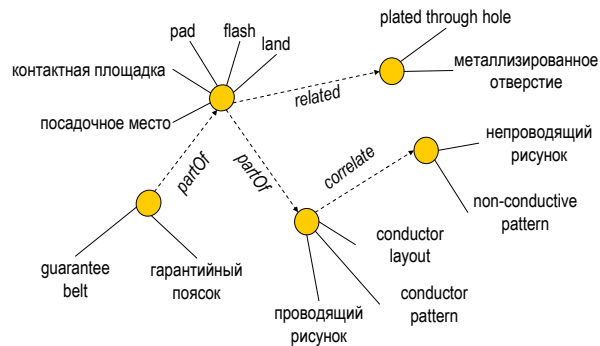 pad
flash
land
контактная площадка
посадочное место
plated through hole
металлизированное
отверстие
related
partOf
partOf
correlate
непроводящий
рисунок
non-conductive
pattern
guarantee
belt
гарантийный
поясок
conductor
layout
conductor
pattern
проводящий
рисунок